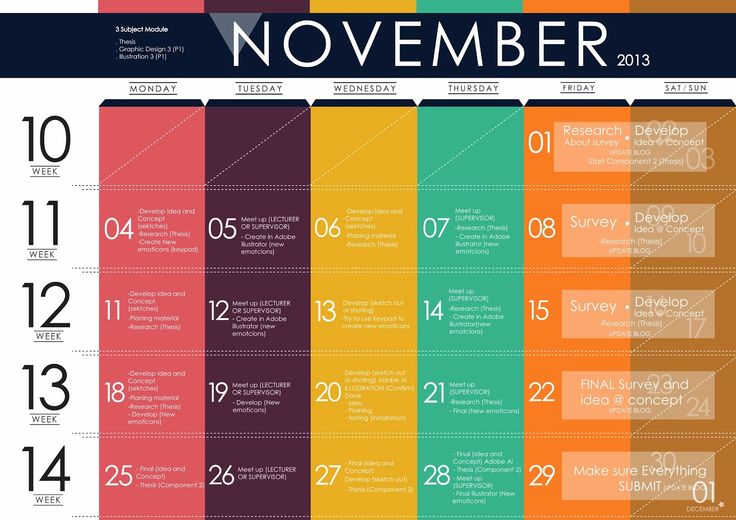 3 Subject Module
. Thesis
. Graphic Design 3 (P1)
. Illustration 3 (P1)
NOVEMBER 2013
MONDAY
TUESDAY
WEDNESDAY
THURSDAY
FRIDAY
SAT/SUN
10
WEEK
01
Research • Develop
About survey
Idea @ Concept
UPDATE BLOG
Start Component 2 (Thesis)
02
03
11
WEEK
04
-Develop Idea and
Concept
(sektches)
-Research (Thesis)
-Create New
emoticons (keypad)
05
Meet up (LECTURER
OR SUPERVISOR)
- Create In Adobe
illustrator (new
emotcions)
06
-Develop Idea and
Concept
(sektches)
-Planing material
-Research (Thesis)
07
Meet up
(SUPERVISOR)
-Research (Thesis)
- Create in Adobe
illustrator(new
emoticons)
08
Survey • Develop
Idea @ Concept
-Research (Thesis)
UPDATE BLOG
09
10
12
WEEK
11
-Develop Idea and
Concept
(sektches)
-Planing material
-Research (Thesis)
12
Meet up (LECTURER
OR SUPERVISOR)
- Create in Adobe
illustrator(new
emotcions)
13
Develop (sketch out
or shoting)
-Try to use keypad to
create new emoticons
14
Meet up
(SUPERVISOR)
-Research (Thesis)
- Create in Adobe
illustrator(new
emotcions)
15
Survey • Develop
Idea @ Concept
-Research (Thesis)
UPDATE BLOG
17
13
WEEK
18
-Develop Idea and
Concept
(sektches)
-Planing material
-Research (Thesis)
- Develop (New
emoticons)
19
Meet up (LECTURER
OR SUPERVISOR)
- Develop (New
emoticons)
20
Develop (sketch out
or shoting) Adobe AI
ILLUSTRATION (Confirm)
Done
- Idea
- Planing
- testing (installation)
21
Meet up
(SUPERVISOR)
-Research (Thesis)
- Final (New emoticons)
22
FINAL Survey and
idea @ concept
UPDATE BLOG
23
24
14
WEEK
25
- Final (Idea and
Concept)
- Thesis (Component 2)
26
Meet up (LECTURER
OR SUPERVISOR)
27
- Final (Idea and
Concept)
Develop (sketch out)
- Thesis (Component 2)
28
- Final (idea and
Concept) Adobe AI
- Thesis (Component 2)
- Meet up
(SUPERVISOR)
- Final illustrator (New
emoticons)
29
Make sure Everything
SUBMIT UPDATE BLOG
30
01
DECEMBER